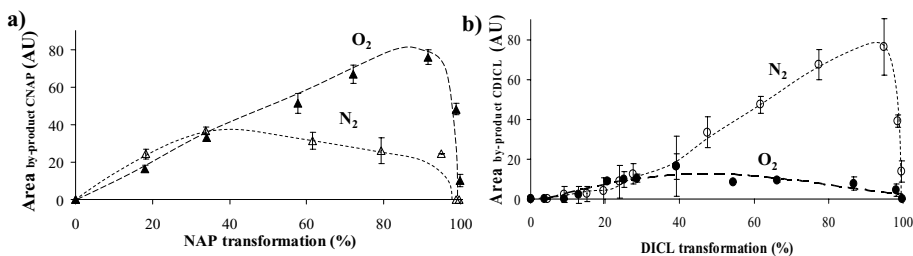 a)
Area by-product CNAP (AU)
80
60
40
20
0
O2
N2
0 20 40 60 80 100
NAP transformation (%)
b)
Area by-product CDICL (AU)
80
60
40
20
0
N2
O2
0 20 40 60 80 100
DICL transformation (%)